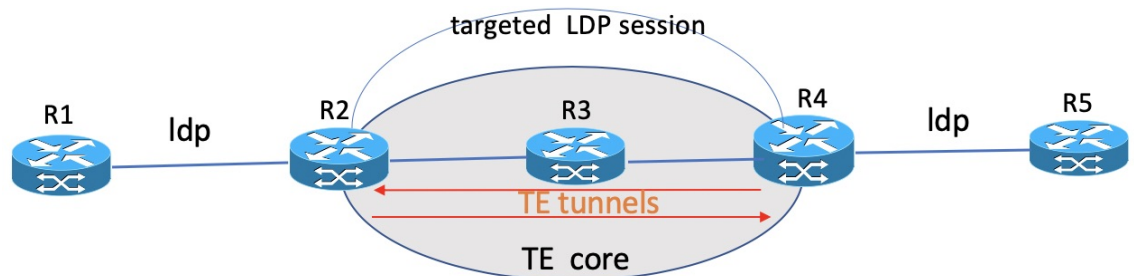 targeted LDP session
R1
ldp
R2
R3
R4
ldp
R5
TE tunnels
TE core